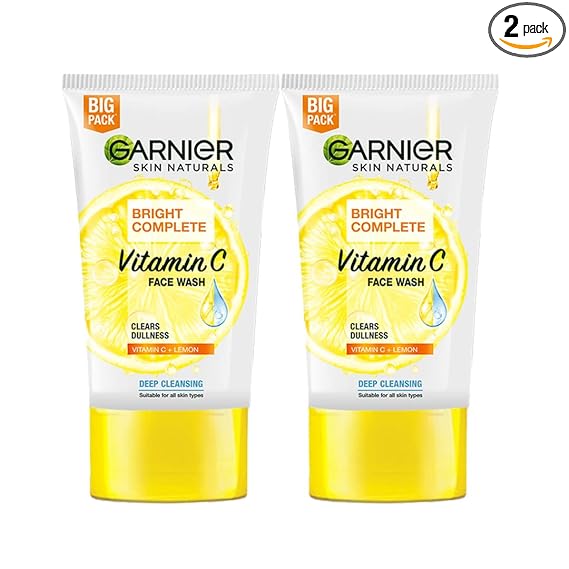 2 pack
BIG
PACK*
GARNIER
SKIN NATURALS
BRIGHT
COMPLETE
Vitamin C
FACE WASH
CLEARS
DULLNESS
VITAMIN C + LEMON
DEEP CLEANSING
Suitable for all skin types
BIG
PACK*
GARNIER
SKIN NATURALS
BRIGHT
COMPLETE
Vitamin C
FACE WASH
CLEARS
DULLNESS
VITAMIN C + LEMON
DEEP CLEANSING
Suitable for all skin types